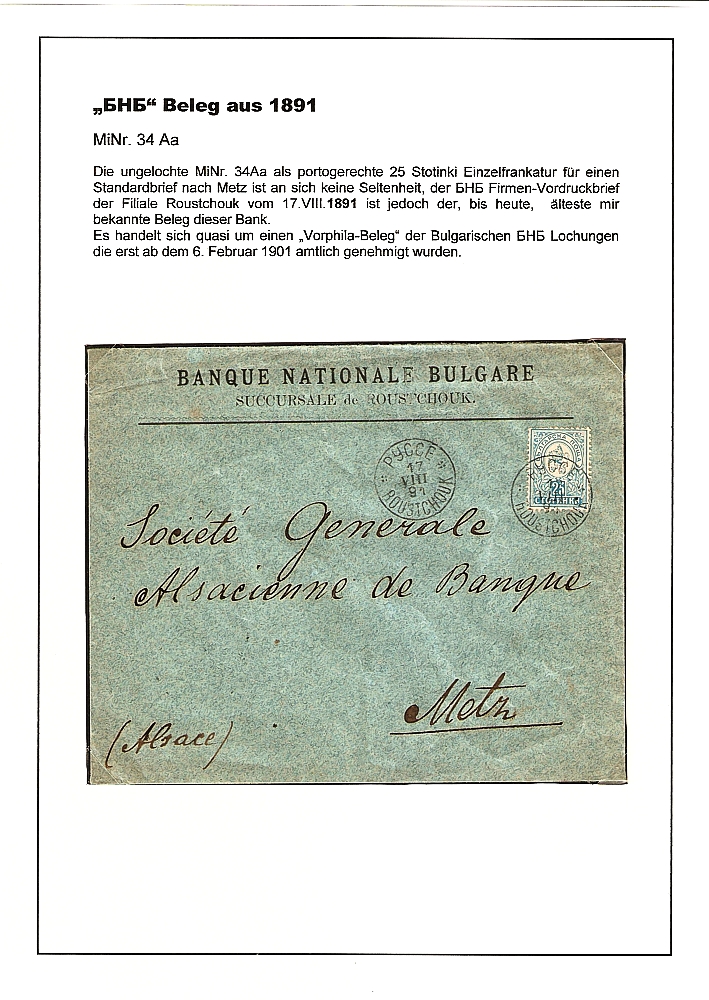 „БНБ“ Beleg aus 1891
MiNr. 34 Aa
Die ungelochte MiNr. 34Aa als portogerechte 25 Stotinki Einzelfrankatur für einen
Standardbrief nach Metz ist an sich keine Seltenheit, der БНБ Firmen-Vordruckbrief
der Filiale Roustchouk vom 17.VIII.1891 ist jedoch der, bis heute, älteste mir
bekannte Beleg dieser Bank.
Es handelt sich quasi um einen „Vorphila-Beleg“ der Bulgarischen БНБ Lochungen
die erst ab dem 6. Februar 1901 amtlich genehmigt wurden.
BANQUE NATIONALE BULGARE
SUCCURSALE de ROUSTCHOUK.
РУССЕ
17
VIII
91
ROUSTCHOUK
25
ROUSTCHOUK
Société Generale
Alsacienne de Banque
Metz
(Alsace)